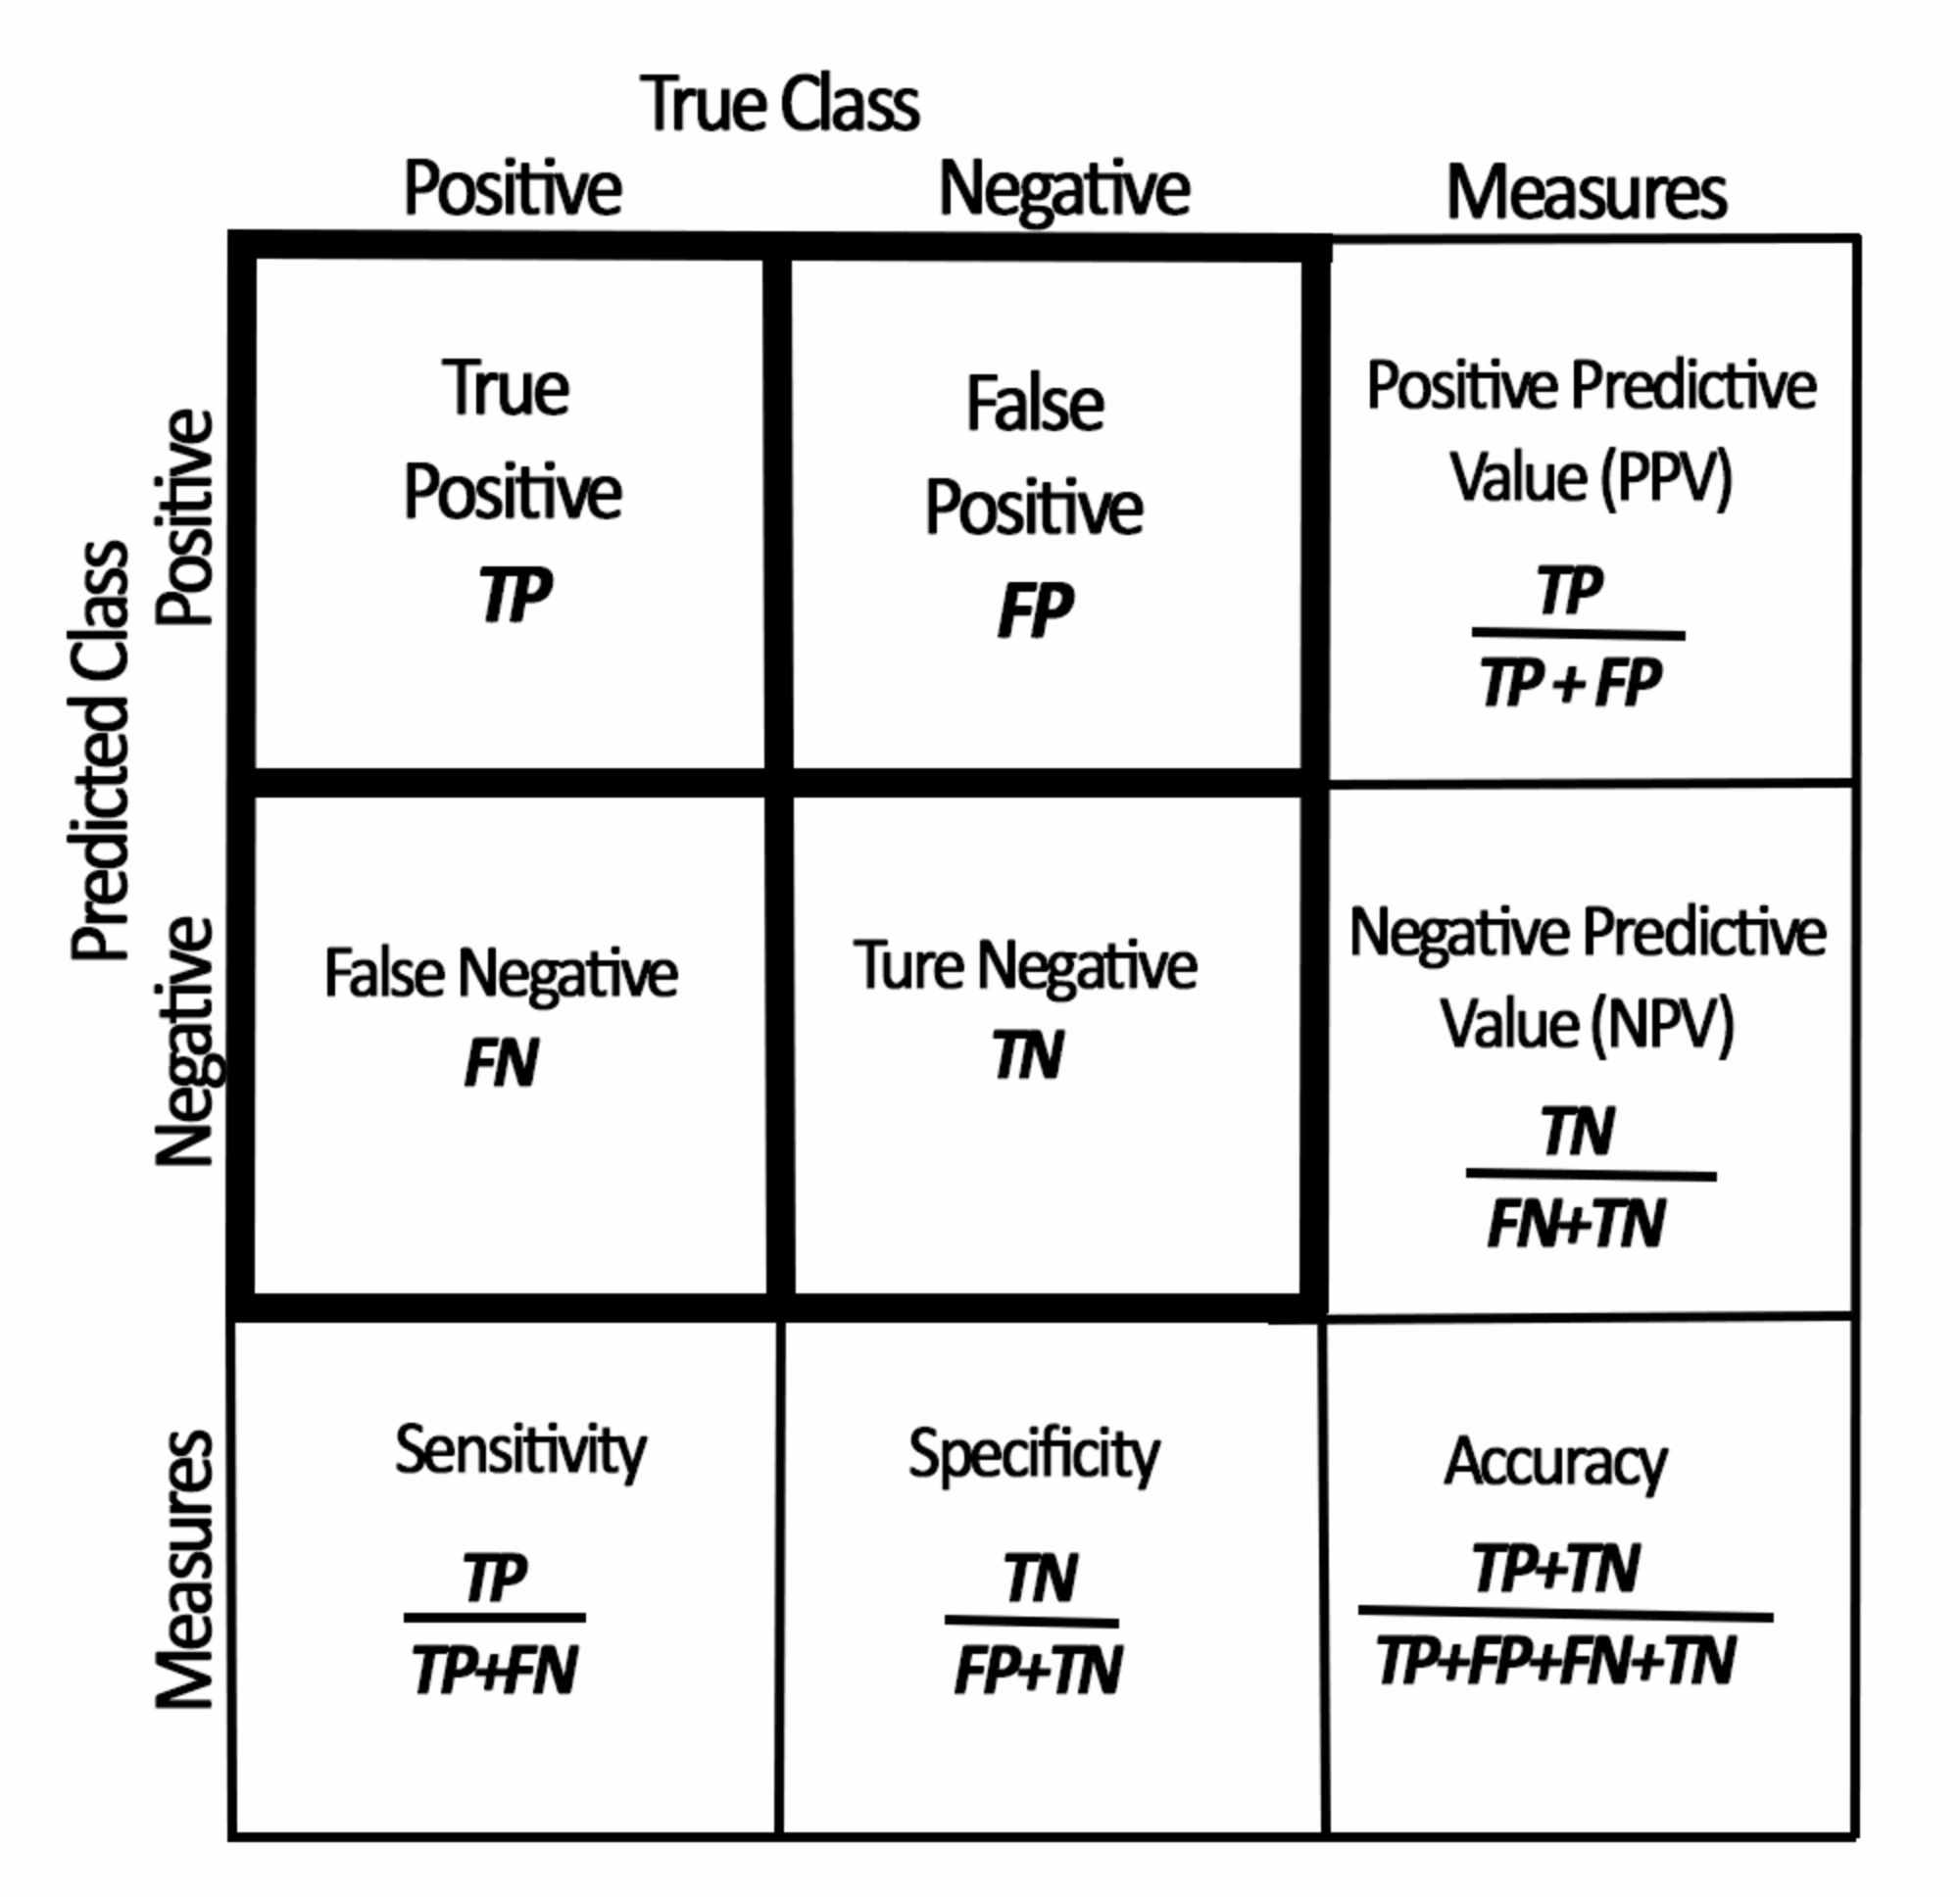 True Class
Positive
Negative
Measures
Predicted Class
Positive
True
Positive
TP
False
Positive
FP
Positive Predictive
Value (PPV)
TP
TP + FP
Negative
False Negative
FN
Ture Negative
TN
Negative Predictive
Value (NPV)
TN
FN+TN
Measures
Sensitivity
TP
TP+FN
Specificity
TN
FP+TN
Accuracy
TP+TN
TP+FP+FN+TN